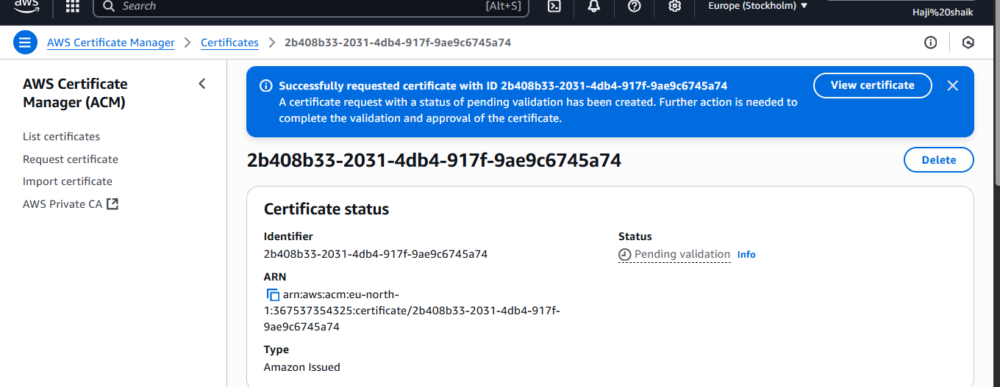 aws
Search [Alt+S] Europe (Stockholm) ▼
Haji%20shaik
AWS Certificate Manager > Certificates > 2b408b33-2031-4db4-917f-9ae9c6745a74
AWS Certificate
Manager (ACM)
List certificates
Request certificate
Import certificate
AWS Private CA
Successfully requested certificate with ID 2b408b33-2031-4db4-917f-9ae9c6745a74
A certificate request with a status of pending validation has been created. Further action is needed to
complete the validation and approval of the certificate.
View certificate
2b408b33-2031-4db4-917f-9ae9c6745a74
Delete
Certificate status
Identifier
2b408b33-2031-4db4-917f-9ae9c6745a74
ARN
arn:aws:acm:eu-north-
1:367537354325:certificate/2b408b33-2031-4db4-917f-
9ae9c6745a74
Type
Amazon Issued
Status
Pending validation Info